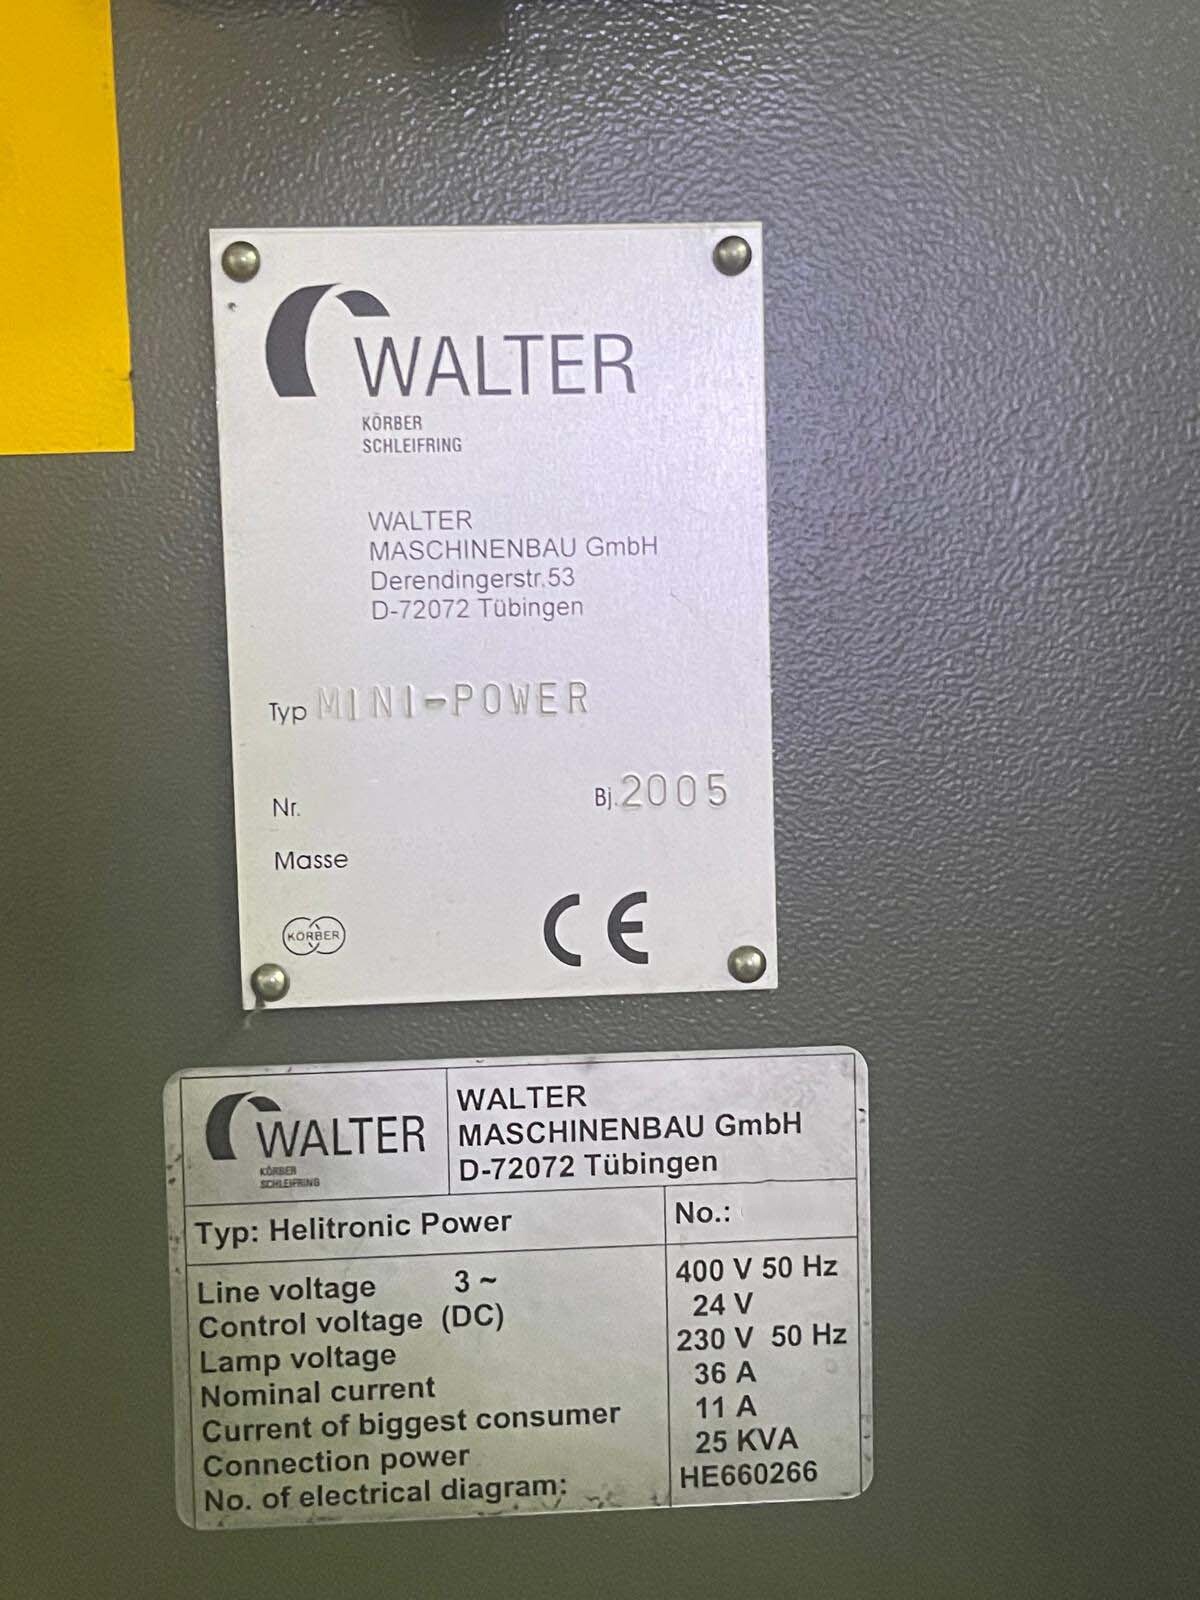 WALTER
KÖRBER
SCHLEIFRING
WALTER
MASCHINENBAU GmbH
Derendingerstr.53
D-72072 Tübingen
Typ MINI-POWER
Nr. Bj. 2005
Masse
KÖRBER
CE
WALTER
KÖRBER
SCHLEIFRING
WALTER
MASCHINENBAU GmbH
D-72072 Tübingen
Typ: Helitronic Power No.:
Line voltage 3 ~ 400 V 50 Hz
Control voltage (DC) 24 V
Lamp voltage 230 V 50 Hz
Nominal current 36 A
Current of biggest consumer 11 A
Connection power 25 KVA
No. of electrical diagram: HE660266